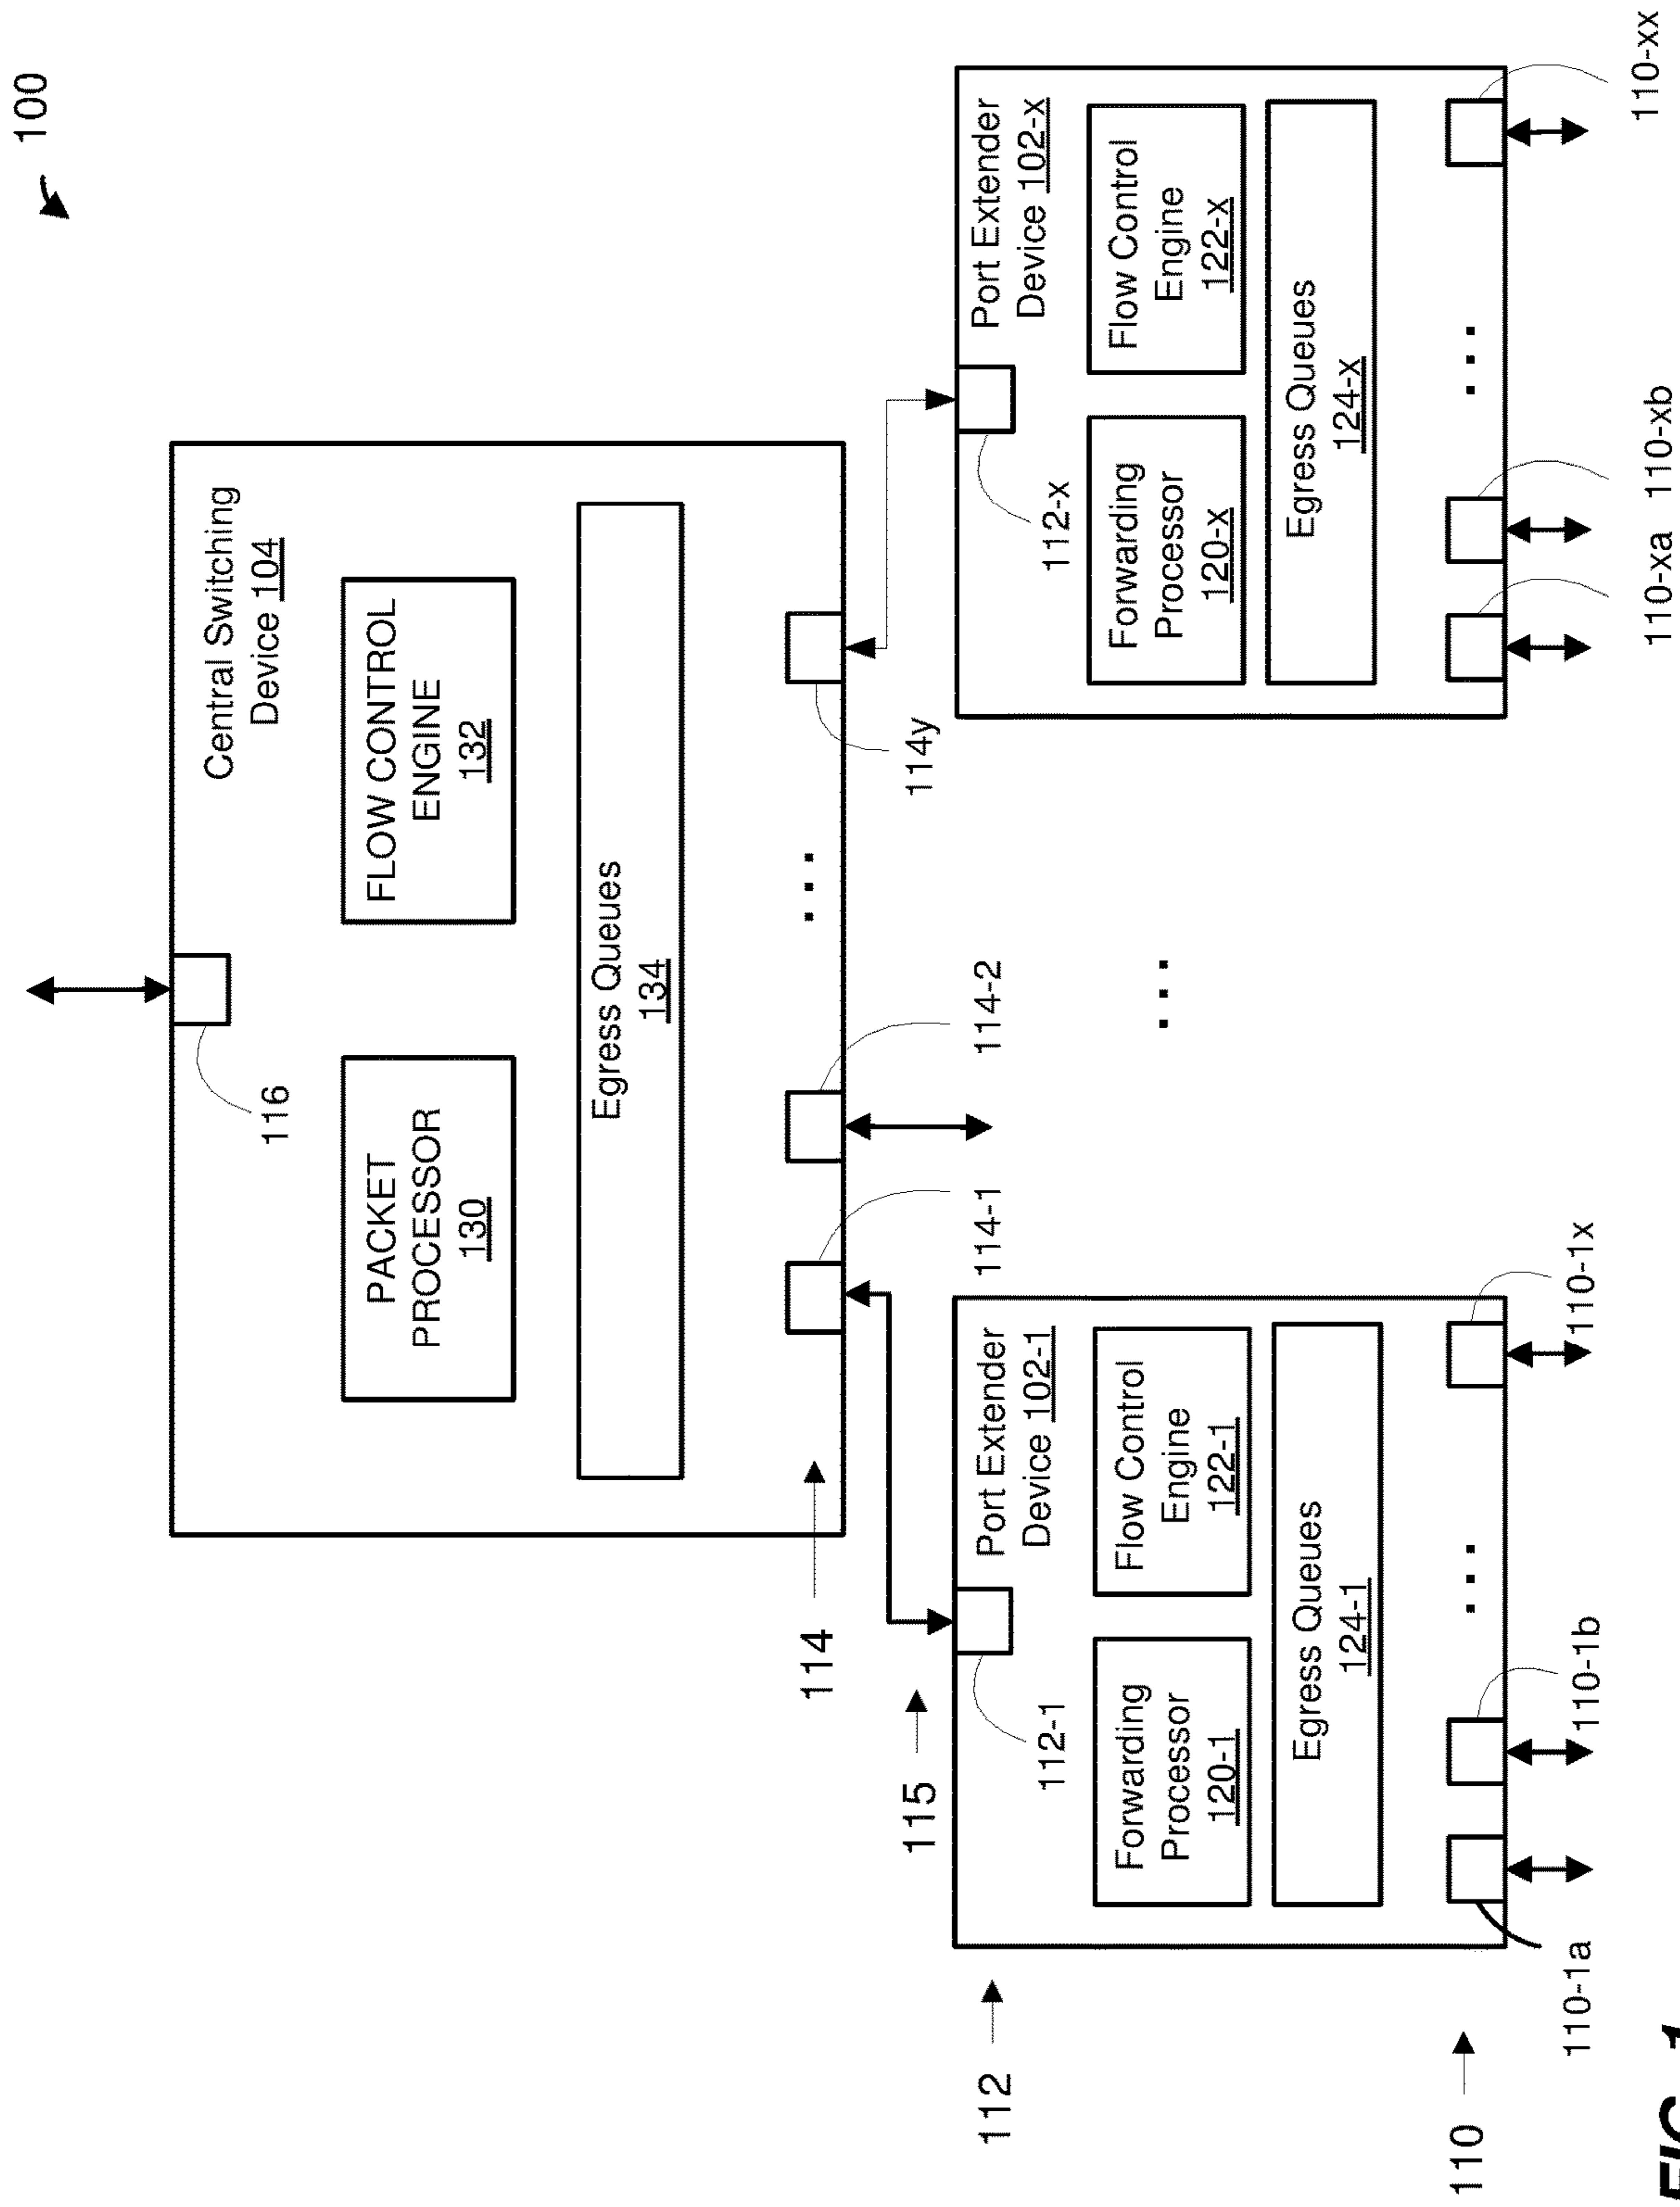 100
Central Switching
Device 104
116
PACKET
PROCESSOR
130
FLOW CONTROL
ENGINE
132
Egress Queues
134
114
114-1
114-2
114y
115
112
112-1
Port Extender
Device 102-1
Forwarding
Processor
120-1
Flow Control
Engine
122-1
Egress Queues
124-1
110
110-1a
110-1b
110-1x
112-x
Port Extender
Device 102-x
Forwarding
Processor
120-x
Flow Control
Engine
122-x
Egress Queues
124-x
110-xa
110-xb
110-xx
FIG. 1